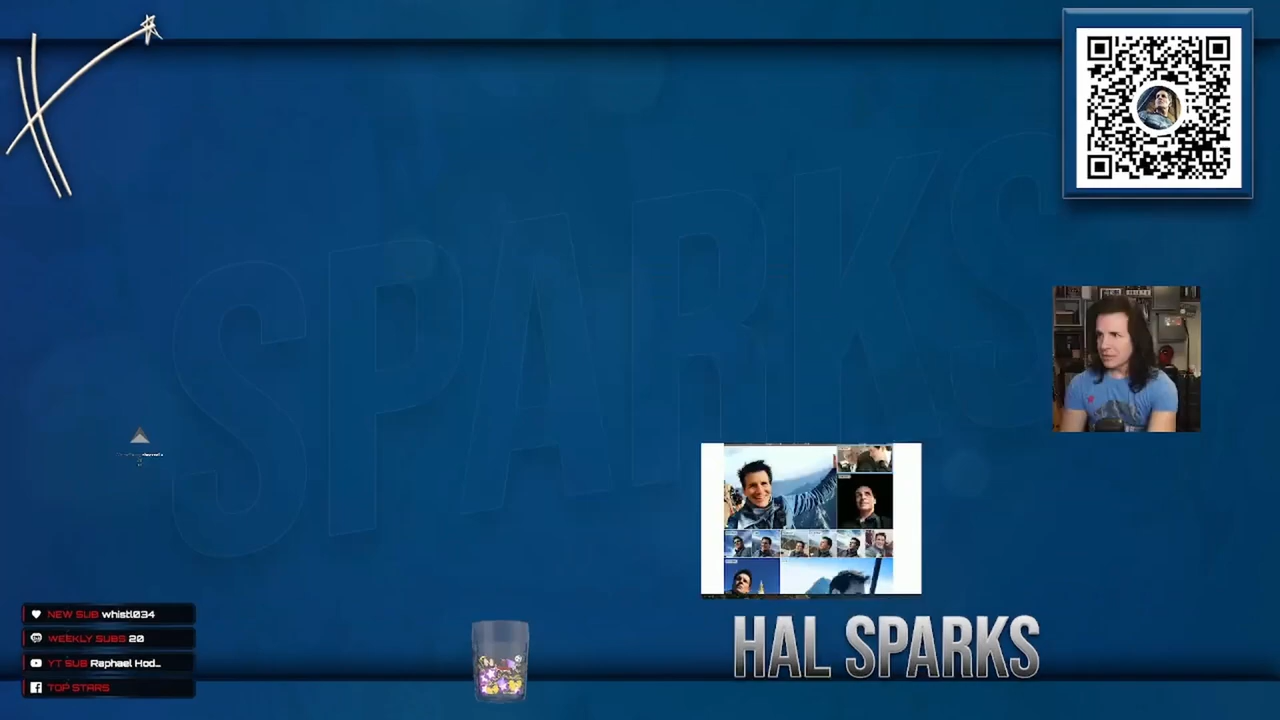 SPARKS
HAL SPARKS
NEW SUB whistl034
WEEKLY SUBS 20
YT SUB Raphael Hod...
TOP STARS